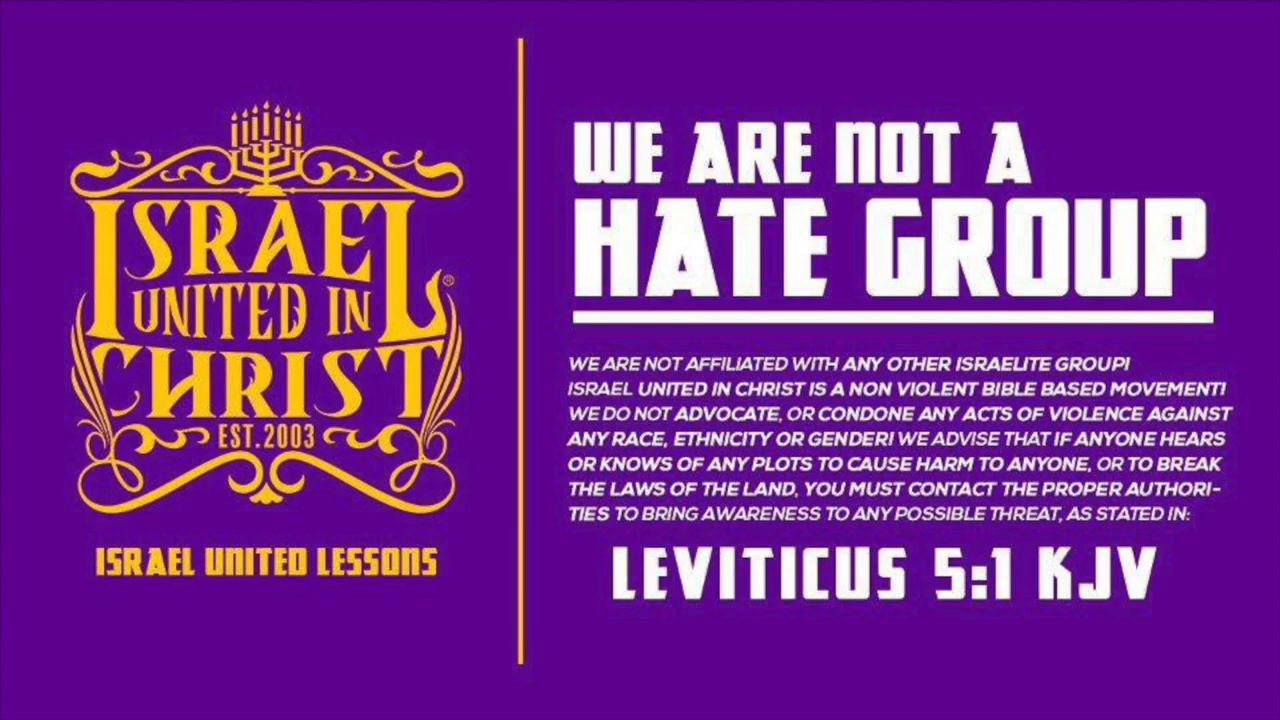 ISRAEL
UNITED IN
CHRIST
EST.2003
ISRAEL UNITED LESSONS
WE ARE NOT A
HATE GROUP
WE ARE NOT AFFILIATED WITH ANY OTHER ISRAELITE GROUP!
ISRAEL UNITED IN CHRIST IS A NON VIOLENT BIBLE BASED MOVEMENT!
WE DO NOT ADVOCATE, OR CONDONE ANY ACTS OF VIOLENCE AGAINST
ANY RACE, ETHNICITY OR GENDER! WE ADVISE THAT IF ANYONE HEARS
OR KNOWS OF ANY PLOTS TO CAUSE HARM TO ANYONE, OR TO BREAK
THE LAWS OF THE LAND, YOU MUST CONTACT THE PROPER AUTHORI-
TIES TO BRING AWARENESS TO ANY POSSIBLE THREAT, AS STATED IN:
LEVITICUS 5:1 KJV